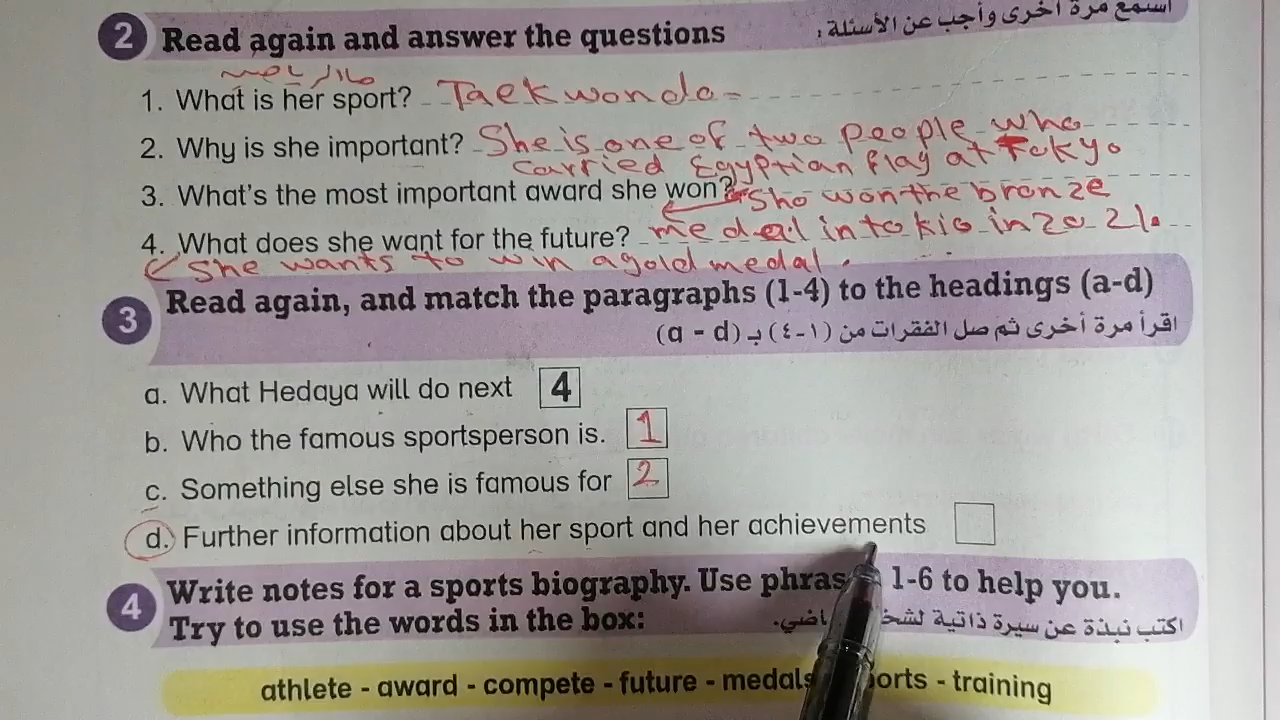 استمع مرة أخرى وأجب عن الأسئلة:
2 Read again and answer the questions
1. What is her sport? Taekwondo
2. Why is she important? She is one of two people who
carried Egyptian flag at Tokyo
3. What's the most important award she won? She won the bronze
4. What does she want for the future? medal in tokio in 2021.
She wants to win a gold medal.
3 Read again, and match the paragraphs (1-4) to the headings (a-d)
اقرأ مرة أخرى ثم صل الفقرات من (١-٤) بـ (a - d)
a. What Hedaya will do next 4
b. Who the famous sportsperson is. 1
c. Something else she is famous for 2
d. Further information about her sport and her achievements
4 Write notes for a sports biography. Use phras 1-6 to help you.
Try to use the words in the box:
اكتب نبذة عن سيرة ذاتية لشخ اضي.
athlete - award - compete - future - medals orts - training